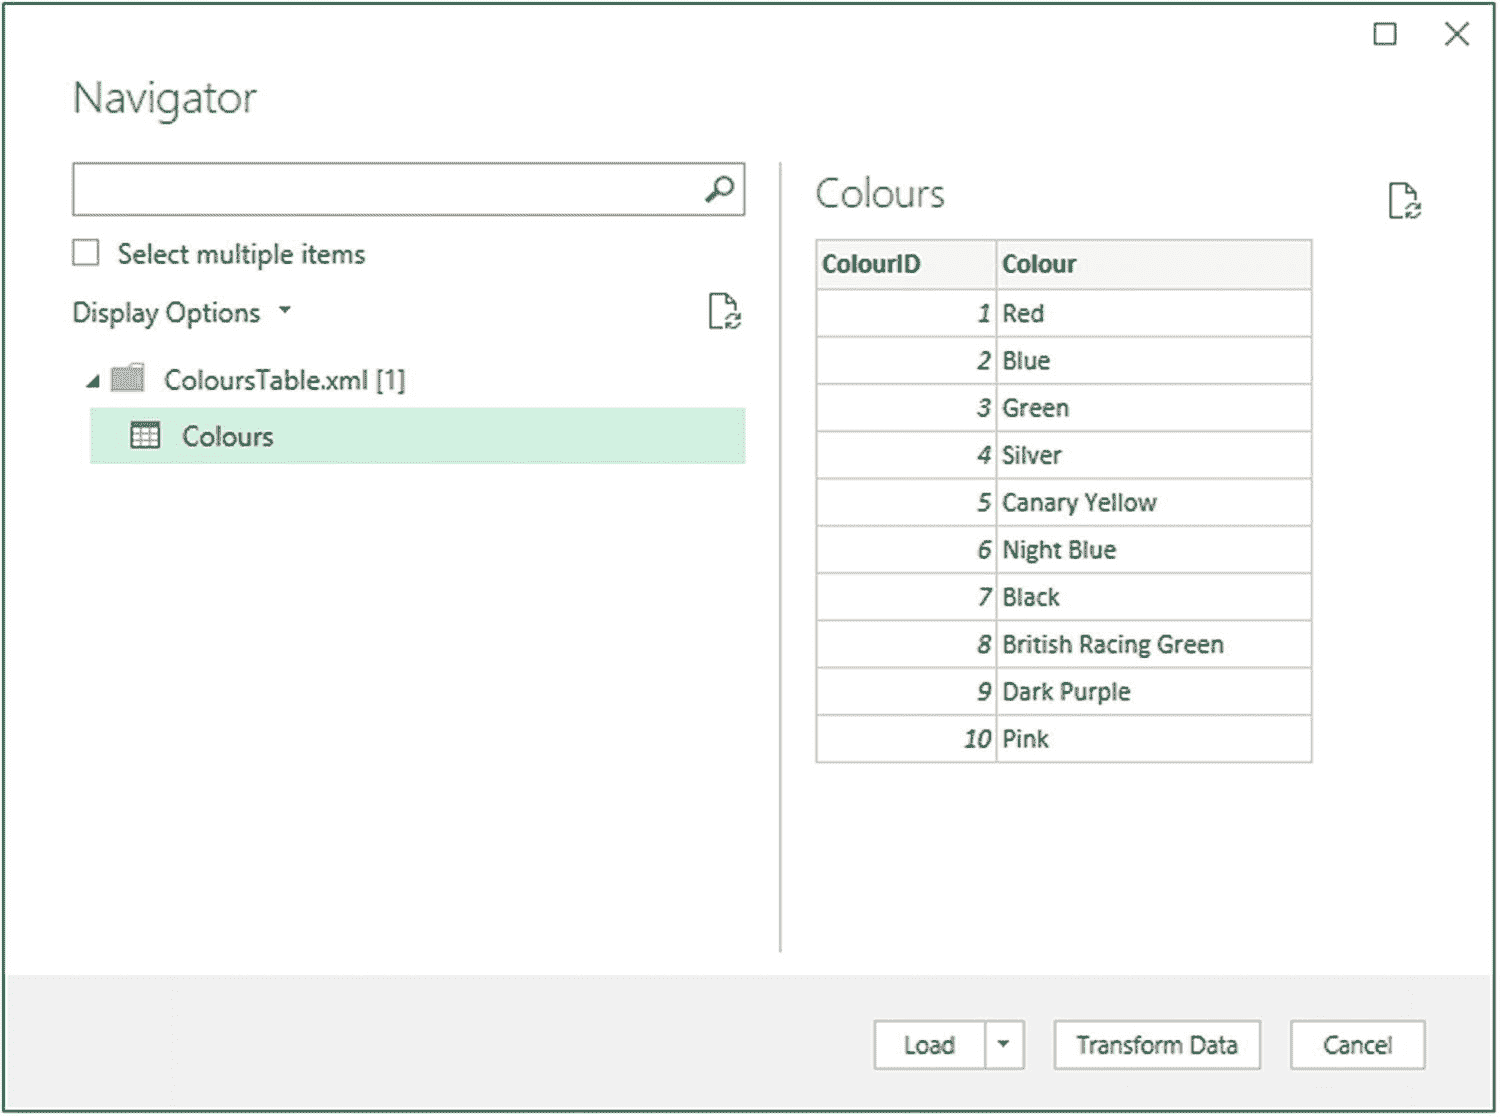 Navigator
Select multiple items
Display Options
ColoursTable.xml [1]
Colours
Colours
ColourID Colour
1 Red
2 Blue
3 Green
4 Silver
5 Canary Yellow
6 Night Blue
7 Black
8 British Racing Green
9 Dark Purple
10 Pink
Load Transform Data Cancel